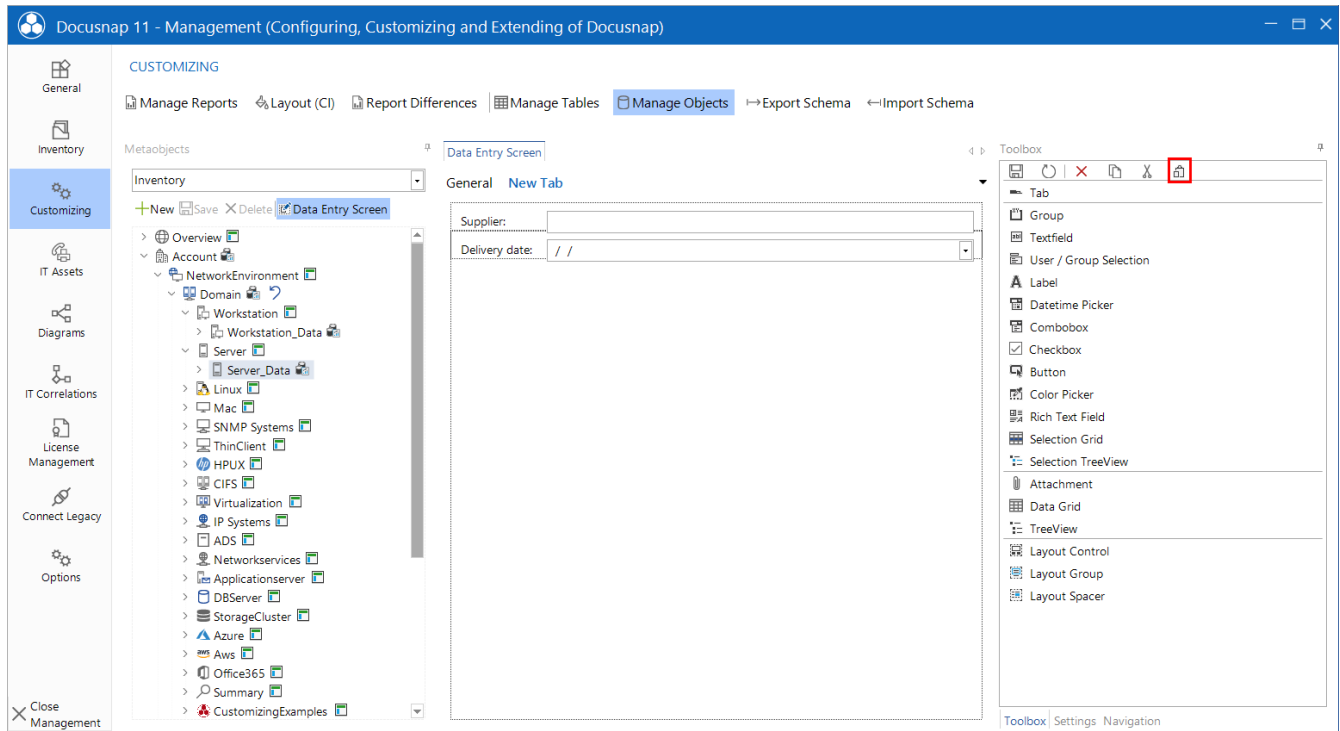 Docusnap 11 - Management (Configuring, Customizing and Extending of Docusnap)
General
Inventory
Customizing
IT Assets
Diagrams
IT Correlations
License
Management
Connect Legacy
Options
Close
Management
CUSTOMIZING
Manage Reports Layout (CI) Report Differences Manage Tables Manage Objects Export Schema Import Schema
Metaobjects
Inventory
New Save Delete Data Entry Screen
Overview
Account
NetworkEnvironment
Domain
Workstation
Workstation_Data
Server
Server_Data
Linux
Mac
SNMP Systems
ThinClient
HPUX
CIFS
Virtualization
IP Systems
ADS
Networkservices
Applicationserver
DBServer
StorageCluster
Azure
aws Aws
Office365
Summary
CustomizingExamples
Data Entry Screen
General New Tab
Supplier:
Delivery date: / /
Toolbox
Tab
Group
Textfield
User / Group Selection
Label
Datetime Picker
Combobox
Checkbox
Button
Color Picker
Rich Text Field
Selection Grid
Selection TreeView
Attachment
Data Grid
TreeView
Layout Control
Layout Group
Layout Spacer
Toolbox Settings Navigation